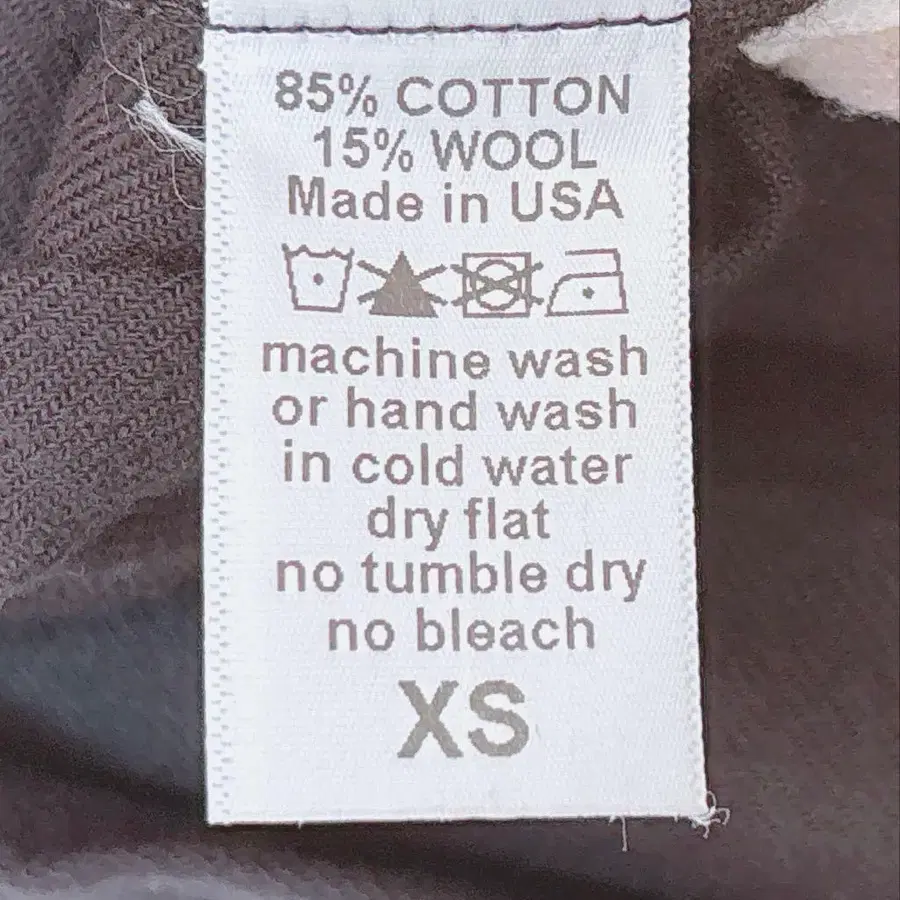 85% COTTON
15% WOOL
Made in USA
machine wash
or hand wash
in cold water
dry flat
no tumble dry
no bleach
XS